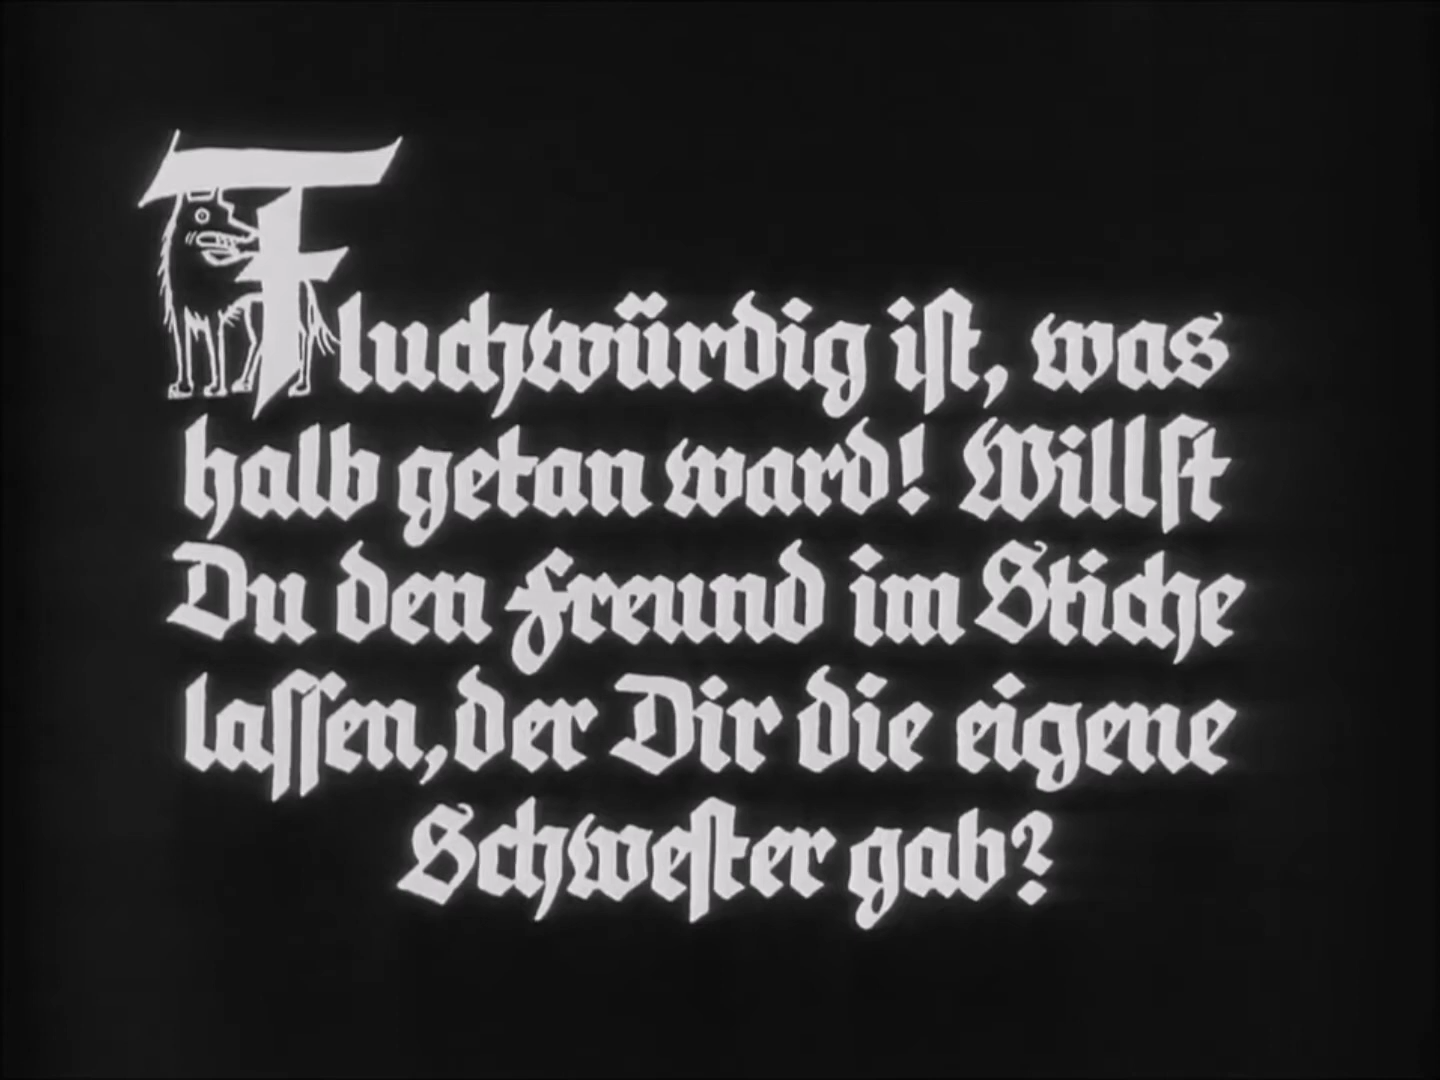 Fluchwürdig ist, was
halb getan ward! Willst
Du den Freund im Stiche
lassen, der Dir die eigene
Schwester gab?